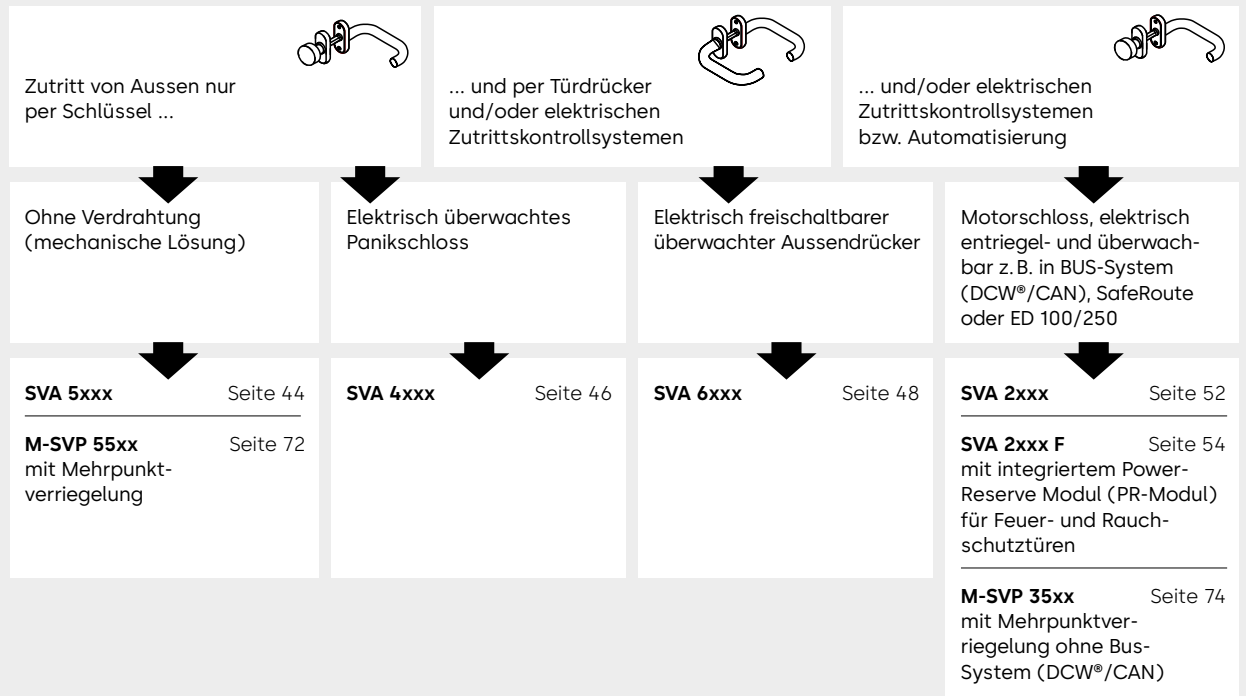 Zutritt von Aussen nur
per Schlüssel ...
... und per Türdrücker
und/oder elektrischen
Zutrittskontrollsystemen
... und/oder elektrischen
Zutrittskontrollsystemen
bzw. Automatisierung
Ohne Verdrahtung
(mechanische Lösung)
Elektrisch überwachtes
Panikschloss
Elektrisch freischaltbarer
überwachter Aussendrücker
Motorschloss, elektrisch
entriegel- und überwach-
bar z. B. in BUS-System
(DCW®/CAN), SafeRoute
oder ED 100/250
SVA 5xxx Seite 44
M-SVP 55xx Seite 72
mit Mehrpunkt-
verriegelung
SVA 4xxx Seite 46
SVA 6xxx Seite 48
SVA 2xxx Seite 52
SVA 2xxx F Seite 54
mit integriertem Power-
Reserve Modul (PR-Modul)
für Feuer- und Rauch-
schutztüren
M-SVP 35xx Seite 74
mit Mehrpunktver-
riegelung ohne Bus-
System (DCW®/CAN)